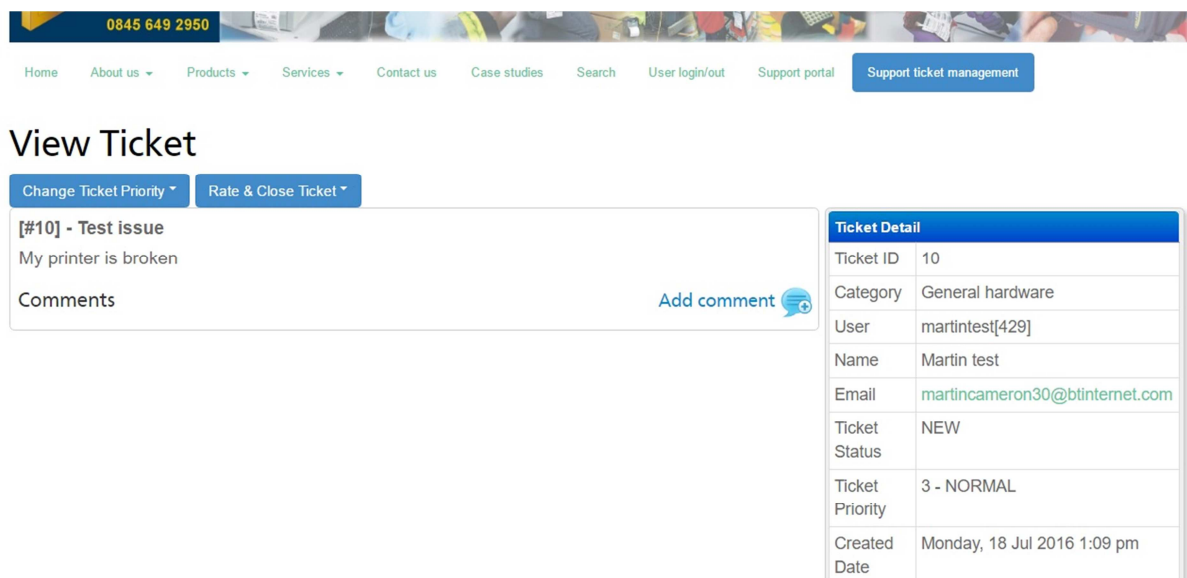 0845 649 2950
Home About us Products Services Contact us Case studies Search User login/out Support portal Support ticket management
View Ticket
Change Ticket Priority Rate & Close Ticket
[#10] - Test issue
My printer is broken
Comments Add comment
Ticket Detail
Ticket ID 10
Category General hardware
User martintest[429]
Name Martin test
Email martincameron30@btinternet.com
Ticket NEW
Status
Ticket 3 - NORMAL
Priority
Created Monday, 18 Jul 2016 1:09 pm
Date